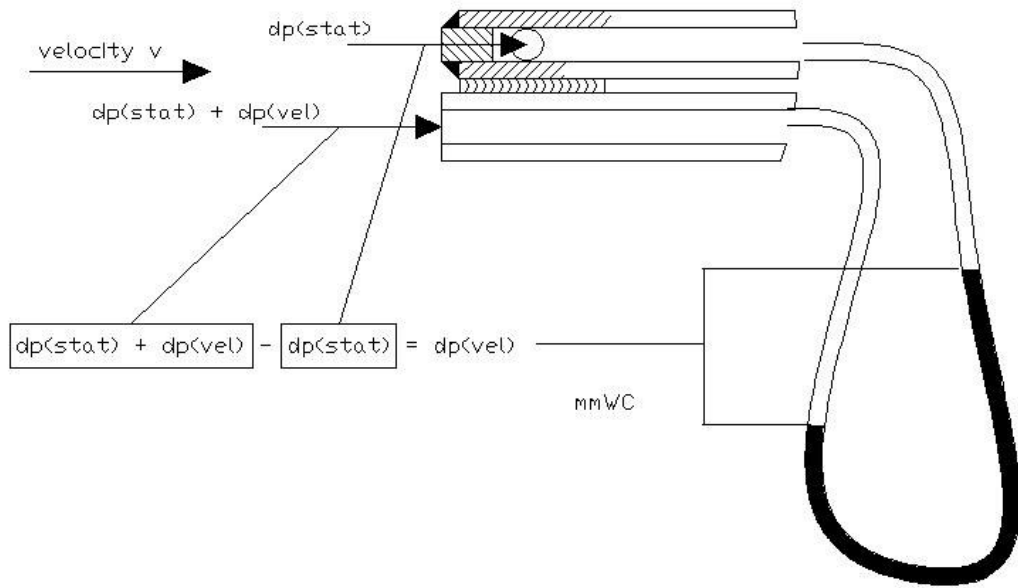 dp(stat)
velocity v
dp(stat) + dp(vel)
dp(stat) + dp(vel) - dp(stat) = dp(vel)
mmWC